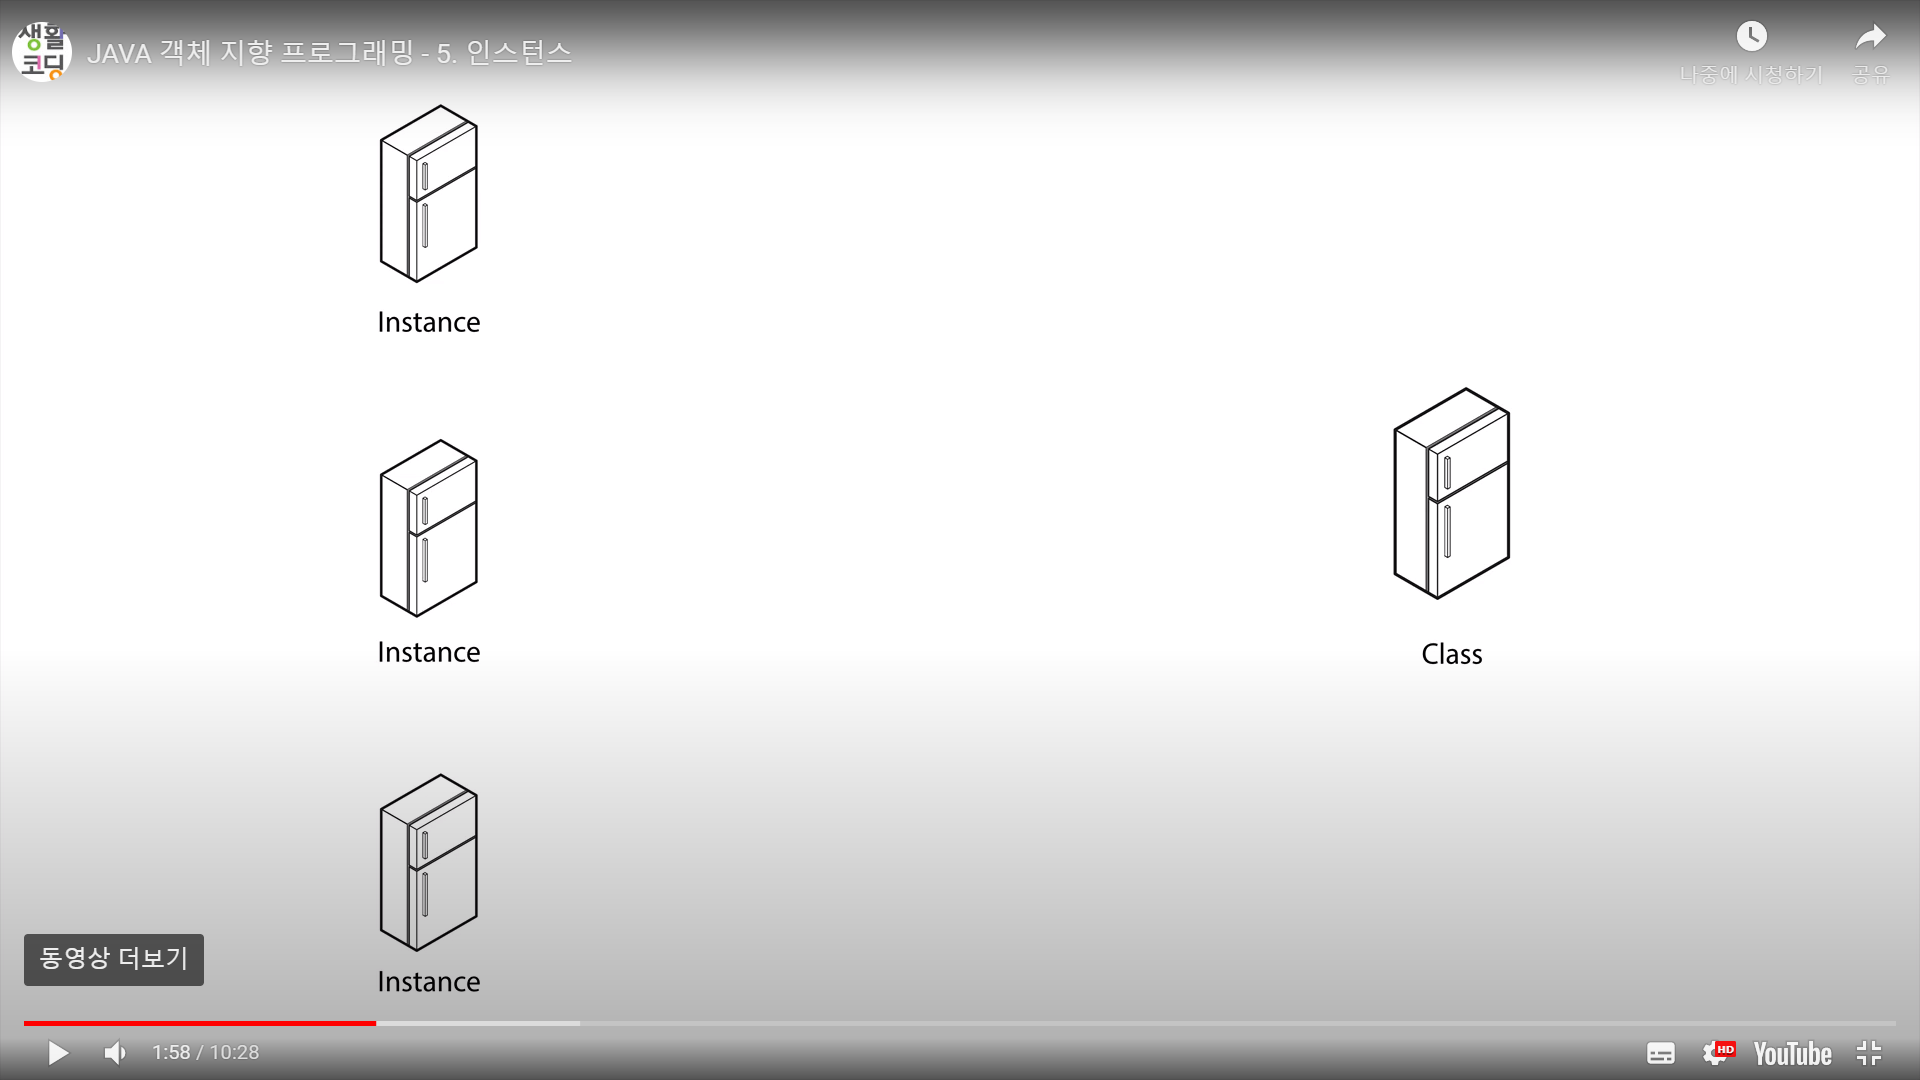 생활
코딩
JAVA 객체 지향 프로그래밍 - 5. 인스턴스
나중에 시청하기
공유
Instance
Instance
Class
Instance
동영상 더보기
1:58 / 10:28
HD
YouTube